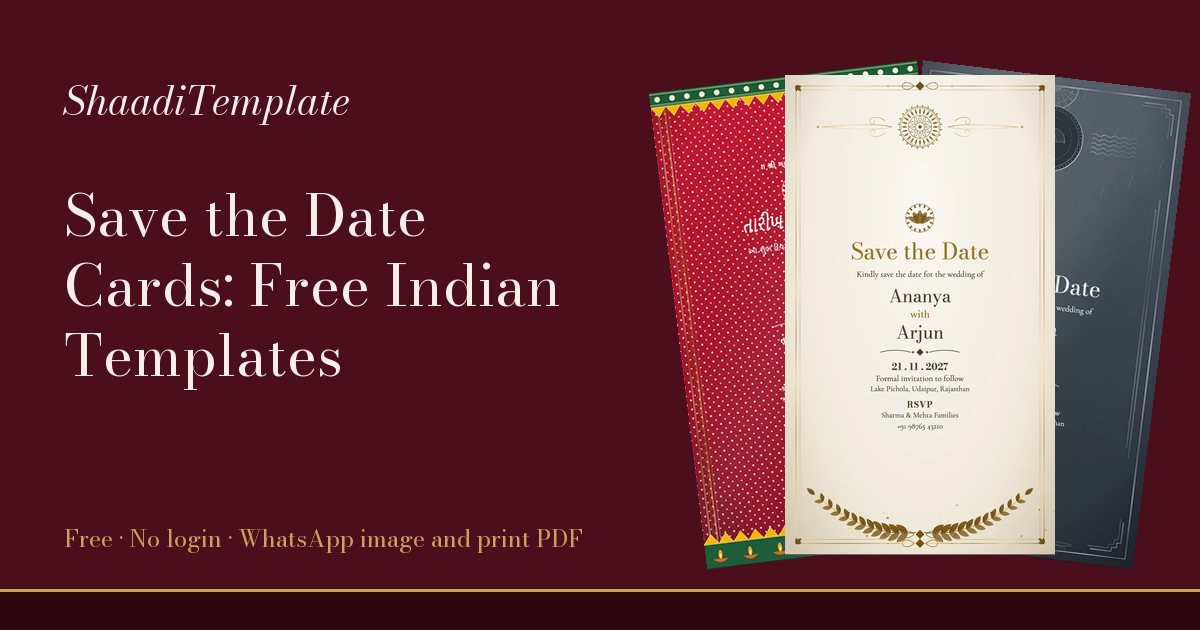 ShaadiTemplate
Save the Date
Cards: Free Indian
Templates
Free · No login · WhatsApp image and print PDF
Save the Date
Kindly save the date for the wedding of
Ananya
with
Arjun
21 . 11 . 2027
Formal invitation to follow
Lake Pichola, Udaipur, Rajasthan
RSVP
Sharma & Mehta Families
+91 98765 43210
તારીખ
Date
wedding of